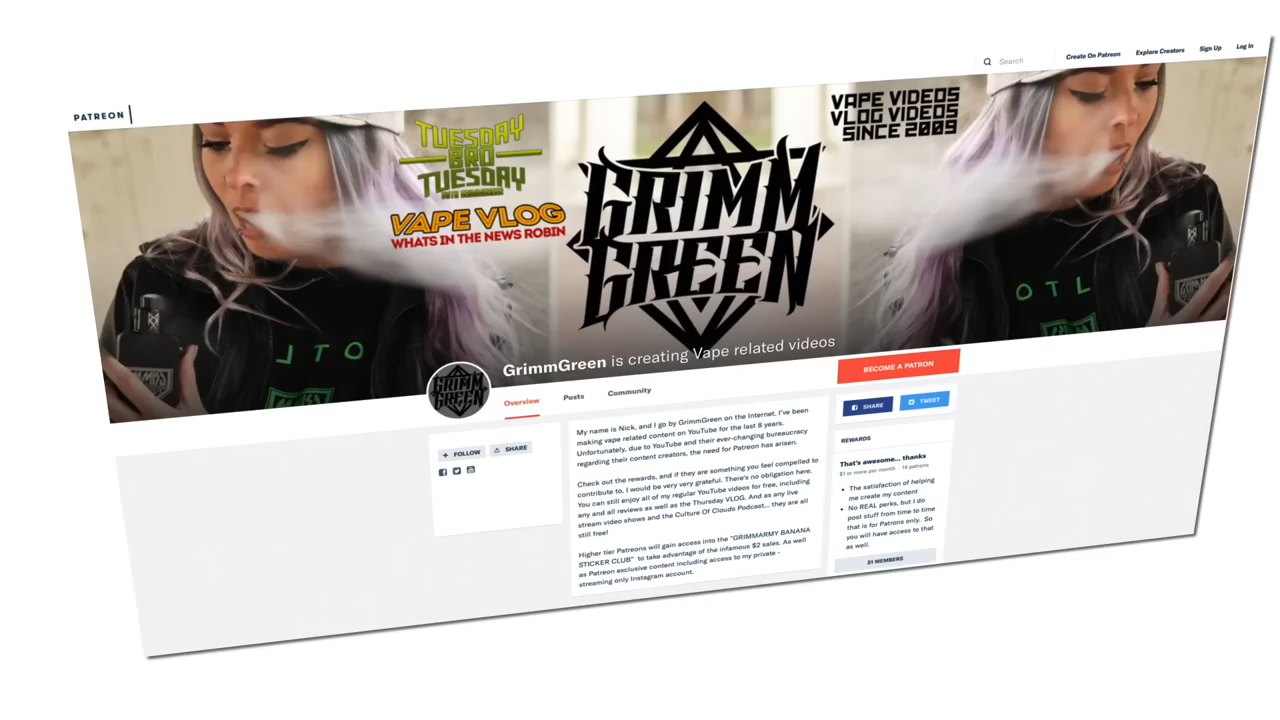 PATREON
Search
Create On Patreon
Explore Creators
Sign Up
Log In
TUESDAY
BRO
TUESDAY
VAPE VLOG
WHATS IN THE NEWS ROBIN
GRIMM
GREEN
VAPE VIDEOS
VLOG VIDEOS
SINCE 2009
OTL
GrimmGreen is creating Vape related videos
GRIMM
GREEN
Overview
Posts
Community
BECOME A PATRON
SHARE
TWEET
+ FOLLOW
SHARE
My name is Nick, and I go by GrimmGreen on the Internet. I've been
making vape related content on YouTube for the last 8 years.
Unfortunately, due to YouTube and their ever-changing bureaucracy
regarding their content creators, the need for Patreon has arisen.
Check out the rewards, and if they are something you feel compelled to
contribute to, I would be very very grateful. There's no obligation here.
You can still enjoy all of my regular YouTube videos for free, including
any and all reviews as well as the Thursday VLOG. And as any live
stream video shows and the Culture Of Clouds Podcast... they are all
still free!
Higher tier Patreons will gain access into the "GRIMMARMY BANANA
STICKER CLUB" to take advantage of the infamous $2 sales. As well
as Patreon exclusive content including access to my private -
streaming only Instagram account.
REWARDS
That's awesome... thanks
$1 or more per month · 14 patrons
• The satisfaction of helping
me create my content
• No REAL perks, but I do
post stuff from time to time
that is for Patrons only. So
you will have access to that
as well.
$1 MEMBERS